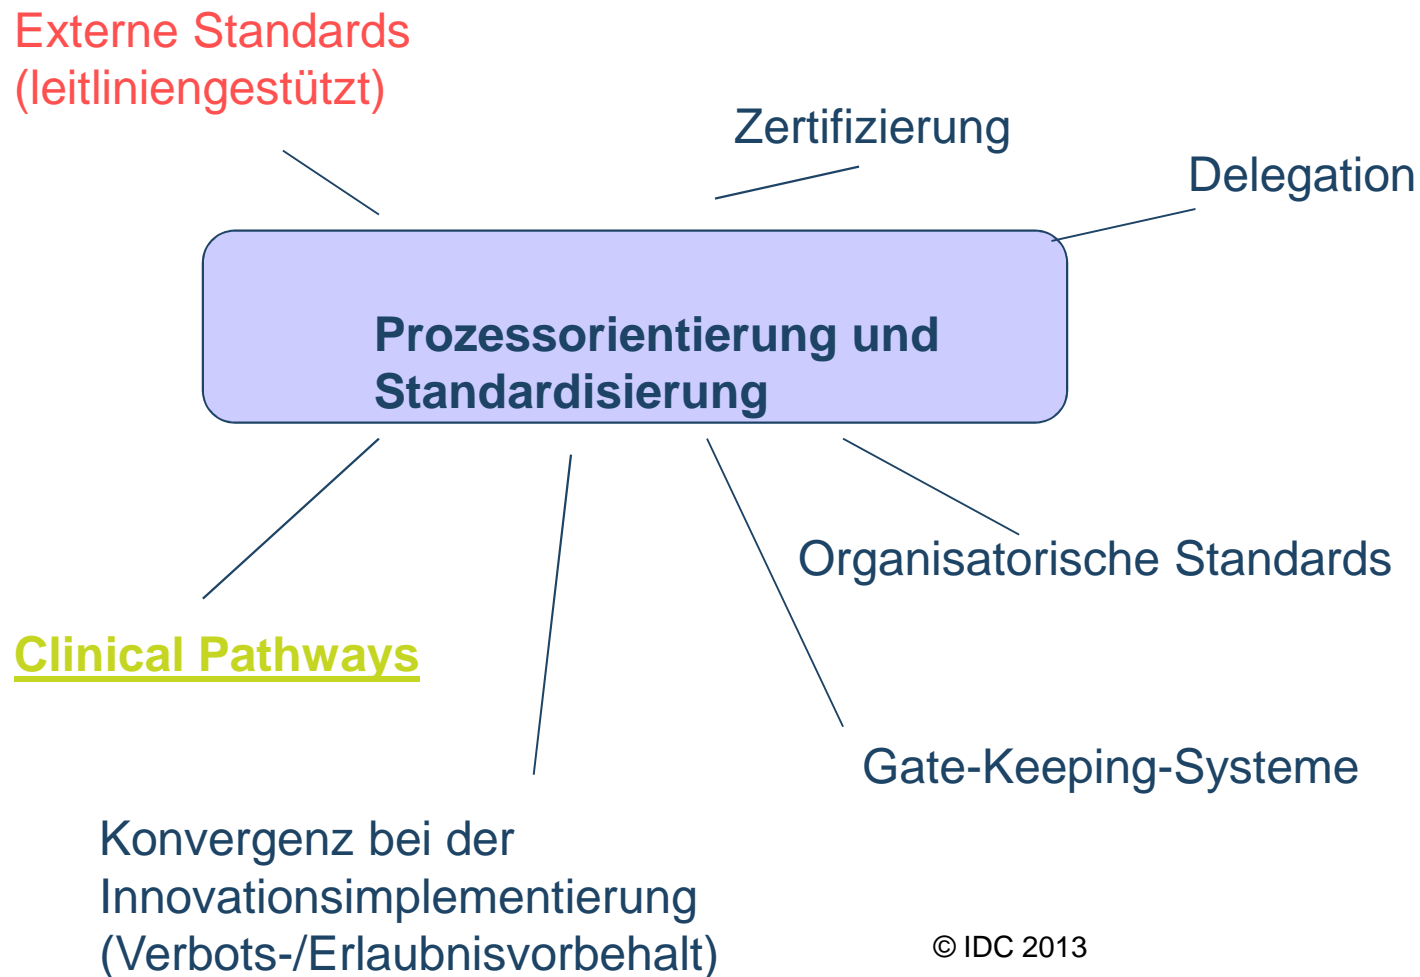 Externe Standards
(leitliniengestützt)
Zertifizierung
Delegation
Prozessorientierung und
Standardisierung
Organisatorische Standards
Clinical Pathways
Gate-Keeping-Systeme
Konvergenz bei der
Innovationsimplementierung
(Verbots-/Erlaubnisvorbehalt)
© IDC 2013